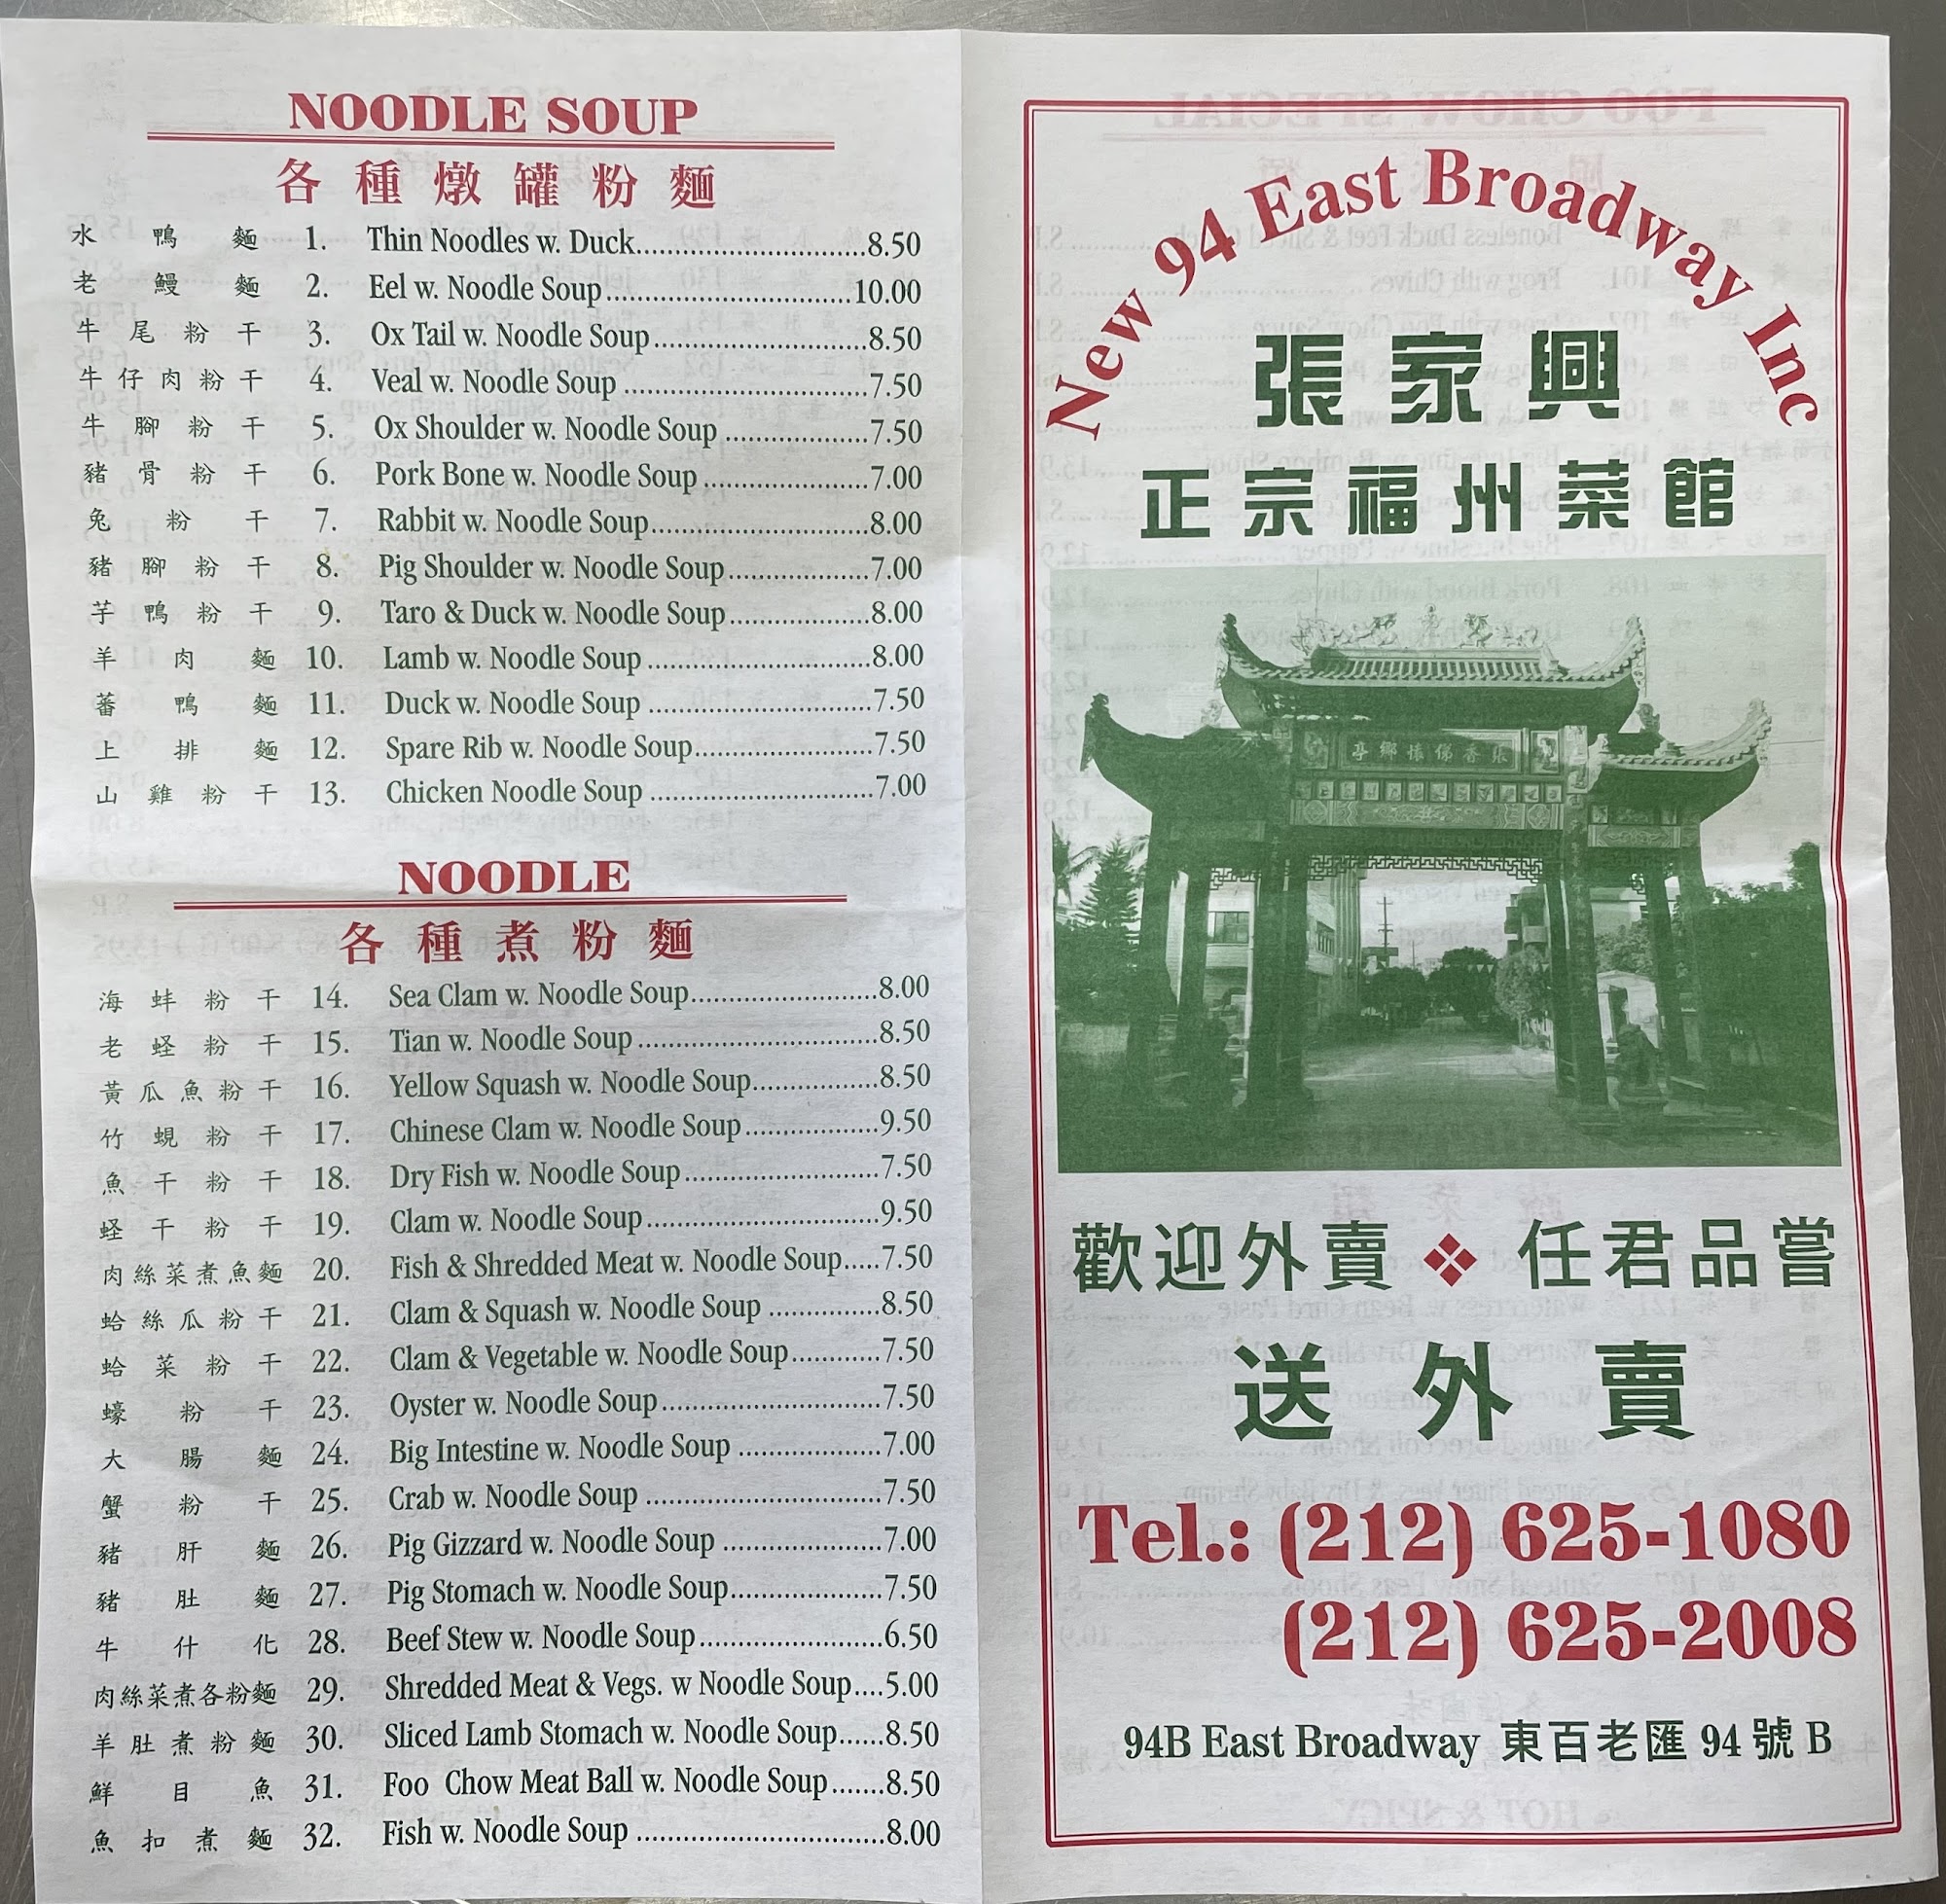 NOODLE SOUP
各種燉罐粉麵
水鴨麵 1. Thin Noodles w. Duck 8.50
老鰻麵 2. Eel w. Noodle Soup 10.00
牛尾粉干 3. Ox Tail w. Noodle Soup 8.50
牛仔肉粉干 4. Veal w. Noodle Soup 7.50
牛腳粉干 5. Ox Shoulder w. Noodle Soup 7.50
豬骨粉干 6. Pork Bone w. Noodle Soup 7.00
兔粉干 7. Rabbit w. Noodle Soup 8.00
豬腳粉干 8. Pig Shoulder w. Noodle Soup 7.00
芋鴨粉干 9. Taro & Duck w. Noodle Soup 8.00
羊肉麵 10. Lamb w. Noodle Soup 8.00
蕃鴨麵 11. Duck w. Noodle Soup 7.50
上排麵 12. Spare Rib w. Noodle Soup 7.50
山雞粉干 13. Chicken Noodle Soup 7.00
NOODLE
各種煮粉麵
海蚌粉干 14. Sea Clam w. Noodle Soup 8.00
老蛏粉干 15. Tian w. Noodle Soup 8.50
黃瓜魚粉干 16. Yellow Squash w. Noodle Soup 8.50
竹蜆粉干 17. Chinese Clam w. Noodle Soup 9.50
魚干粉干 18. Dry Fish w. Noodle Soup 7.50
蛏干粉干 19. Clam w. Noodle Soup 9.50
肉絲菜煮魚麵 20. Fish & Shredded Meat w. Noodle Soup 7.50
蛤絲瓜粉干 21. Clam & Squash w. Noodle Soup 8.50
蛤菜粉干 22. Clam & Vegetable w. Noodle Soup 7.50
蠔粉干 23. Oyster w. Noodle Soup 7.50
大腸麵 24. Big Intestine w. Noodle Soup 7.00
蟹粉干 25. Crab w. Noodle Soup 7.50
豬肝麵 26. Pig Gizzard w. Noodle Soup 7.00
豬肚麵 27. Pig Stomach w. Noodle Soup 7.50
牛什化 28. Beef Stew w. Noodle Soup 6.50
肉絲菜煮各粉麵 29. Shredded Meat & Vegs. w Noodle Soup 5.00
羊肚煮粉麵 30. Sliced Lamb Stomach w. Noodle Soup 8.50
鮮目魚 31. Foo Chow Meat Ball w. Noodle Soup 8.50
魚扣煮麵 32. Fish w. Noodle Soup 8.00
New 94 East Broadway Inc
張家興
正宗福州菜館
歡迎外賣 ❖ 任君品嘗
送外賣
Tel.: (212) 625-1080
(212) 625-2008
94B East Broadway 東百老匯 94 號 B